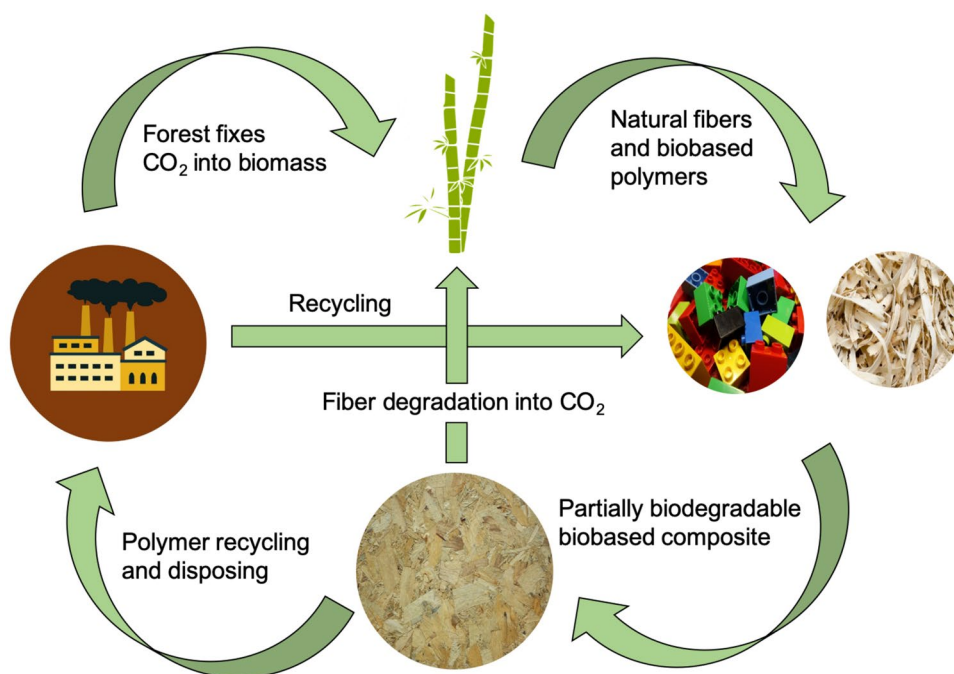 Forest fixes
CO₂ into biomass
Natural fibers
and biobased
polymers
Recycling
Fiber degradation into CO₂
Partially biodegradable
biobased composite
Polymer recycling
and disposing